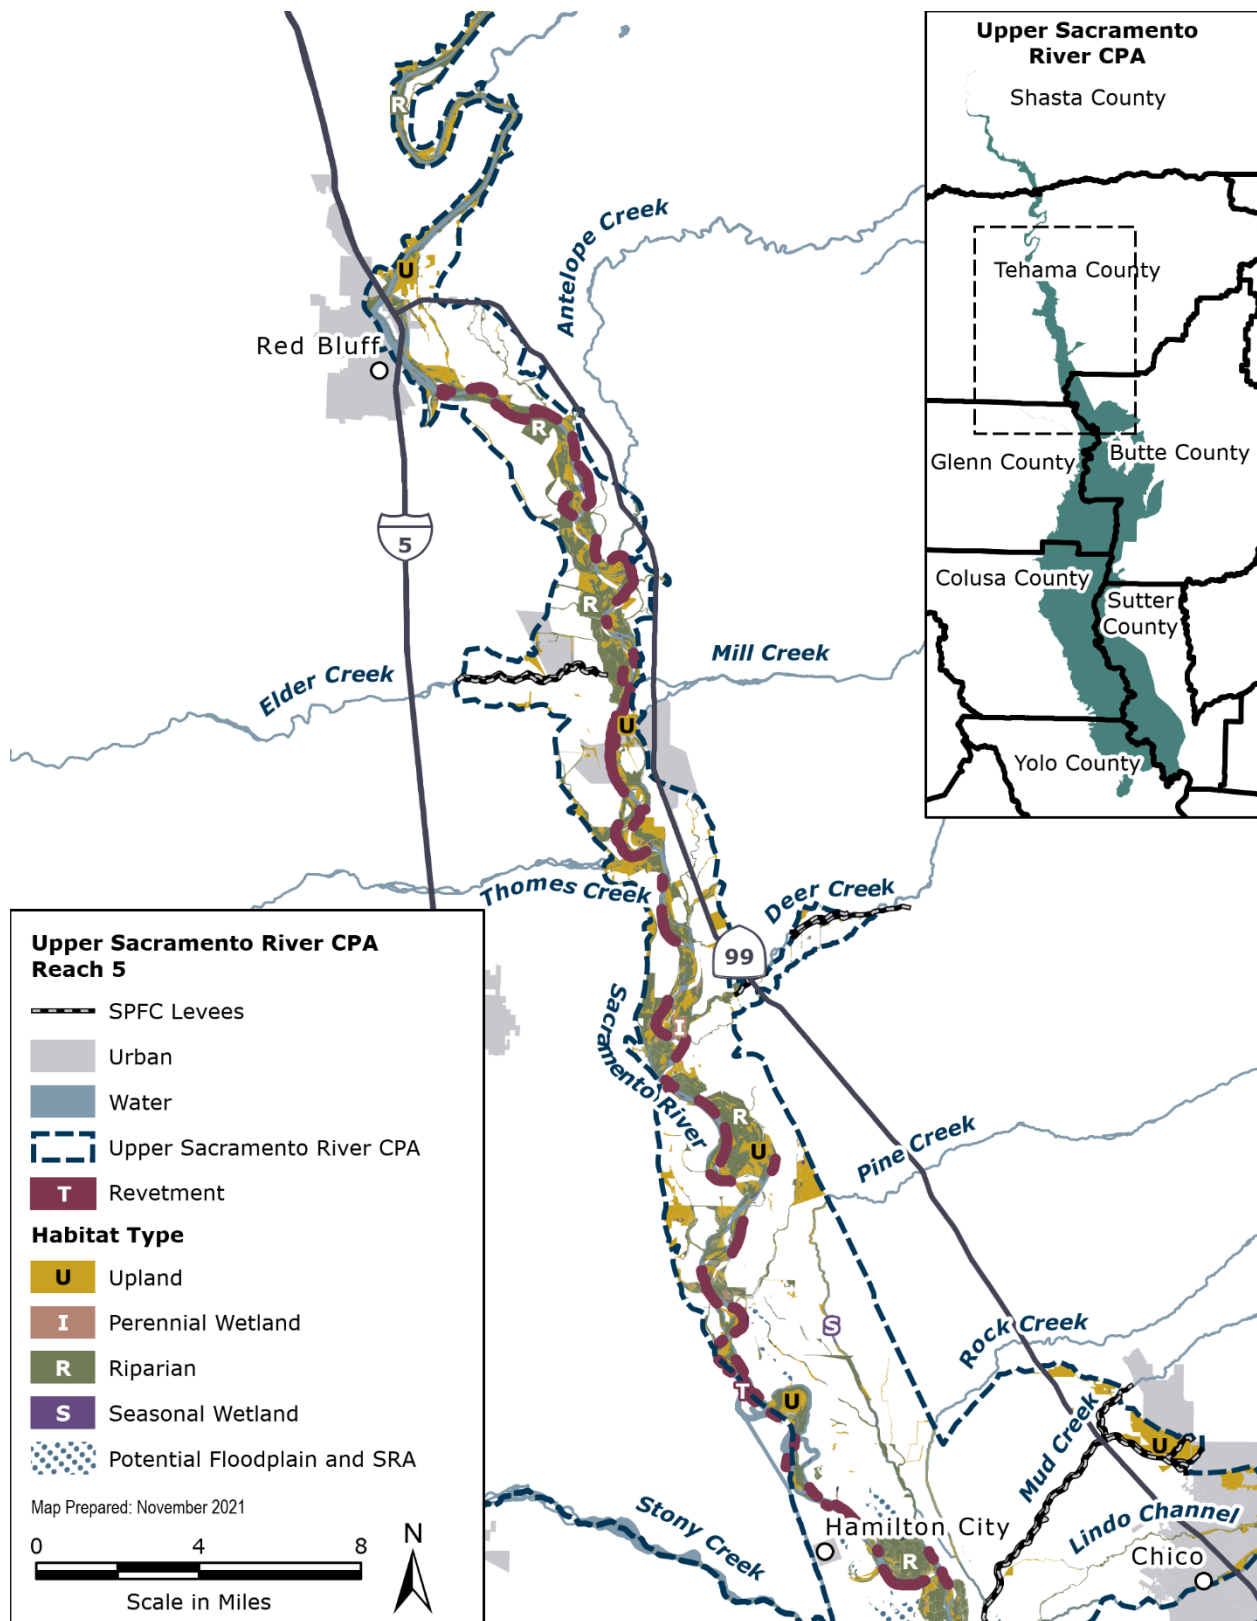 Upper Sacramento
River CPA
Shasta County
Tehama County
Glenn County
Butte County
Colusa County
Sutter
County
Yolo County
R
Antelope Creek
U
Red Bluff
R
5
R
Mill Creek
Elder Creek
U
Thomes Creek
Deer Creek
99
Sacramento River
I
R
U
Pine Creek
S
Rock Creek
T
U
Mud Creek
U
Stony Creek
Hamilton City
Lindo Channel
R
Chico
Upper Sacramento River CPA
Reach 5
SPFC Levees
Urban
Water
Upper Sacramento River CPA
T Revetment
Habitat Type
U Upland
I Perennial Wetland
R Riparian
S Seasonal Wetland
Potential Floodplain and SRA
Map Prepared: November 2021
0 4 8
Scale in Miles
N